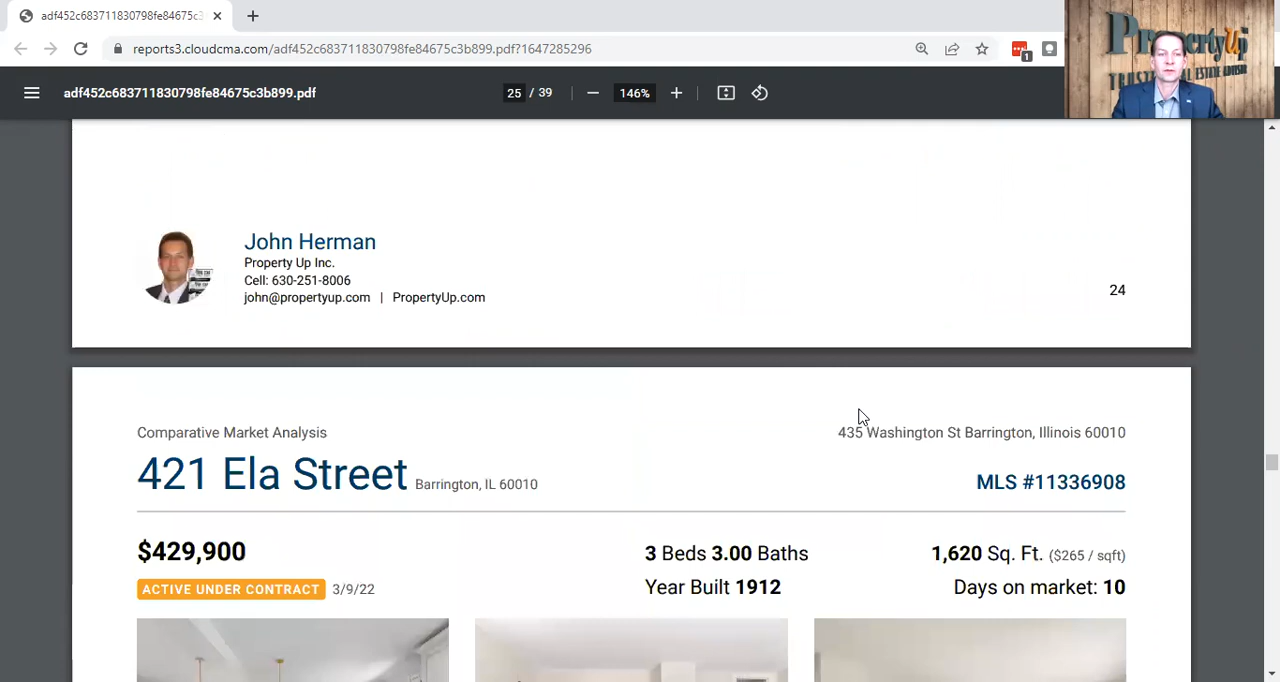 adf452c683711830798fe84675c3
reports3.cloudcma.com/adf452c683711830798fe84675c3b899.pdf?1647285296
1
PropertyUp
adf452c683711830798fe84675c3b899.pdf
25 / 39
146%
John Herman
Property Up Inc.
Cell: 630-251-8006
john@propertyup.com | PropertyUp.com
24
Comparative Market Analysis
435 Washington St Barrington, Illinois 60010
421 Ela Street Barrington, IL 60010
MLS #11336908
$429,900
3 Beds 3.00 Baths
1,620 Sq. Ft. ($265 / sqft)
ACTIVE UNDER CONTRACT 3/9/22
Year Built 1912
Days on market: 10